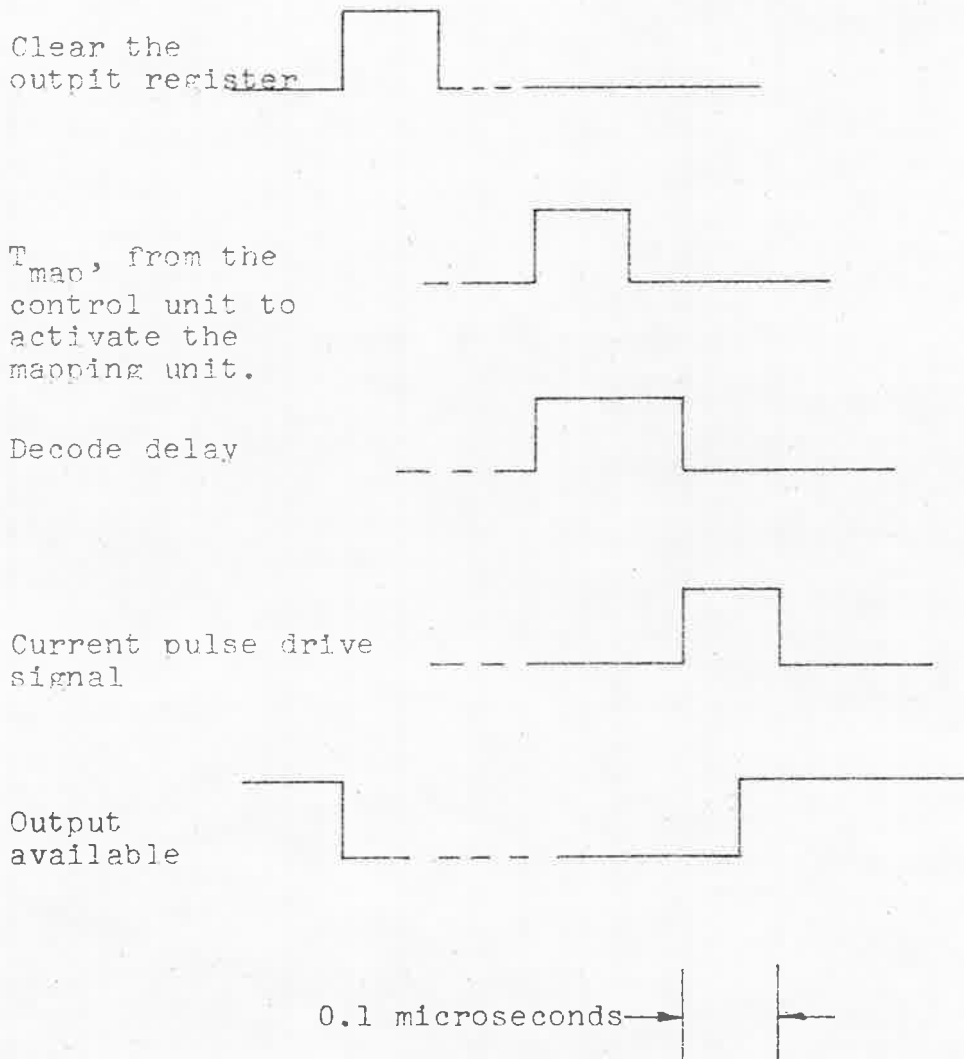 Clear the
outpit register
Tmap, from the
control unit to
activate the
mapping unit.
Decode delay
Current pulse drive
signal
Output
available
0.1 microseconds